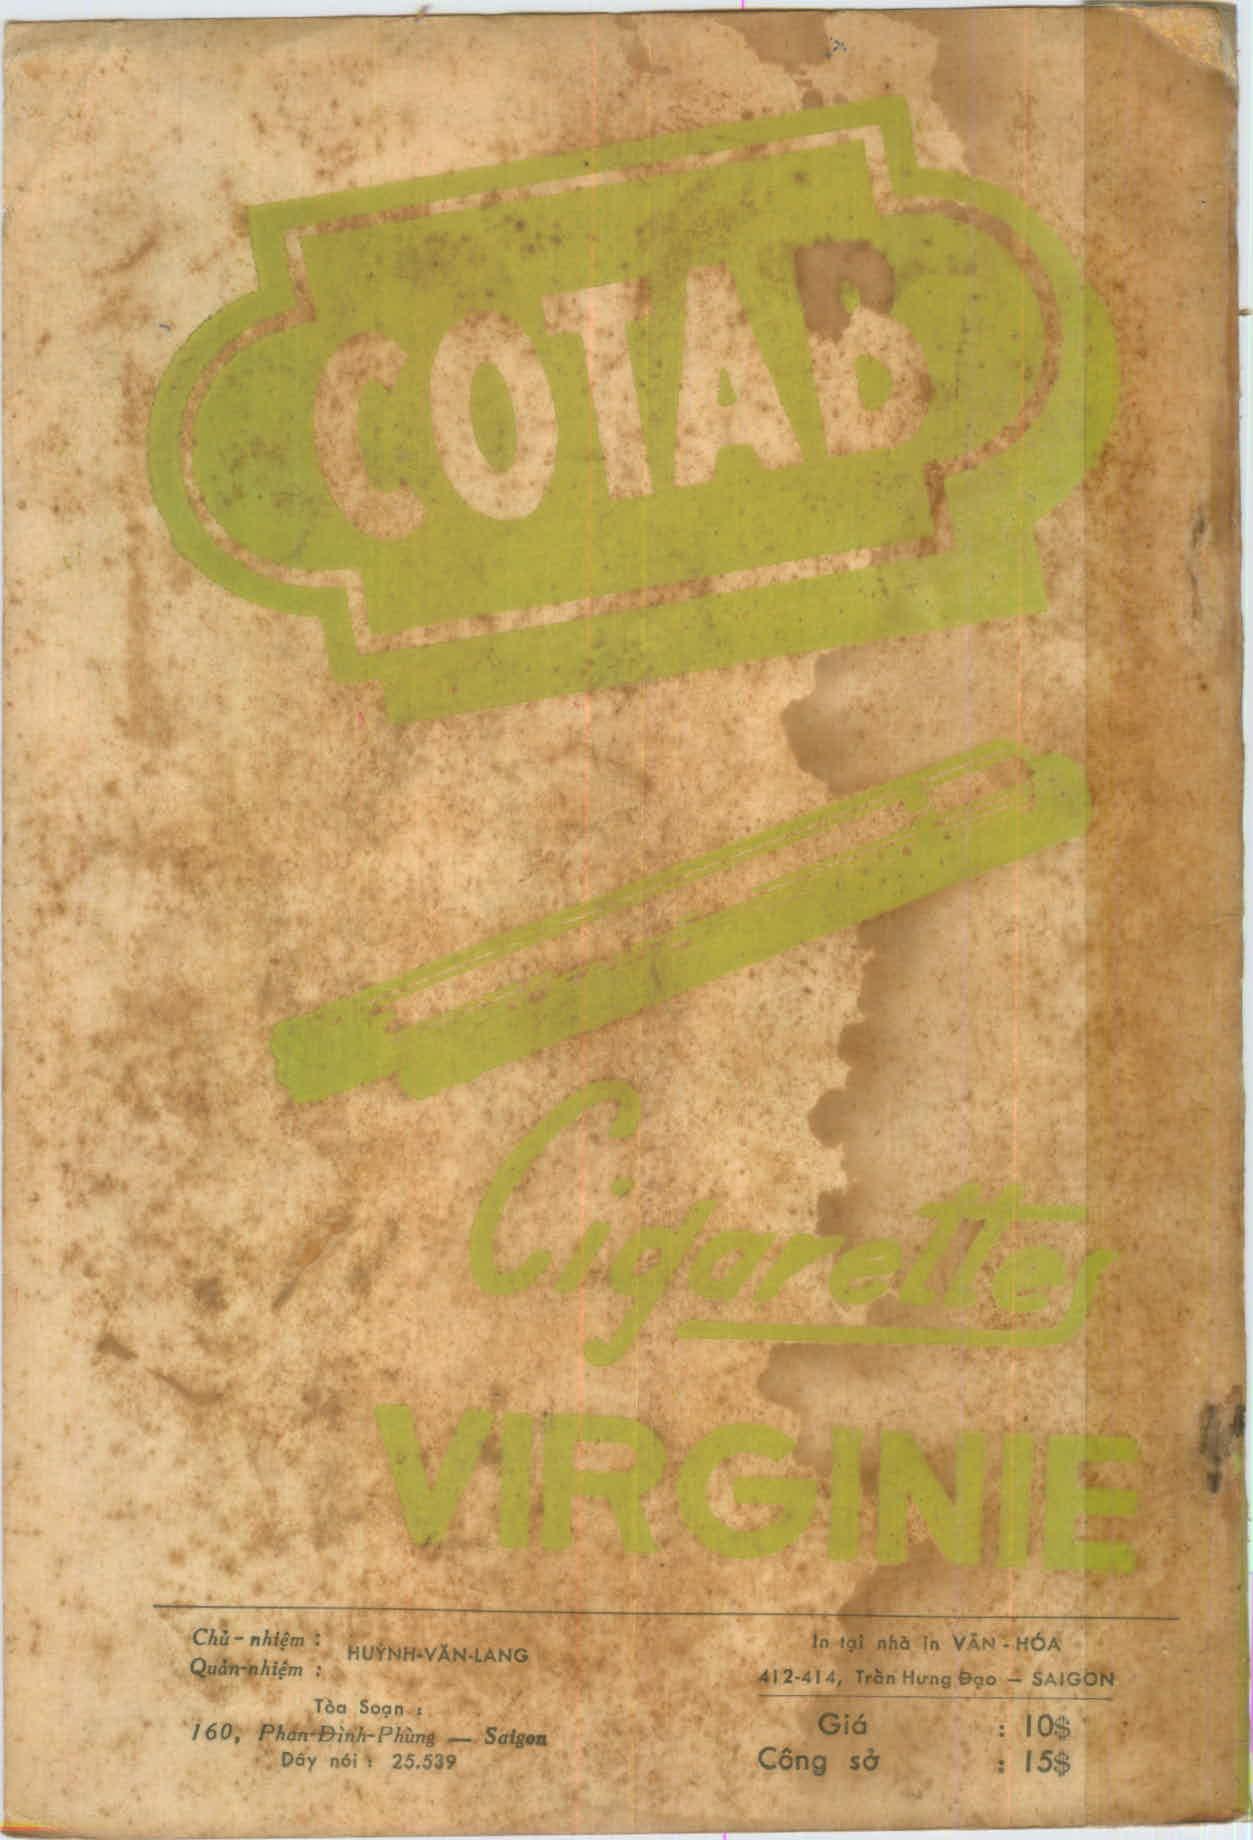 COTAB
Cigarettes
VIRGINIE
Chủ-nhiệm :
Quản-nhiệm : HUỲNH-VĂN-LANG
Tòa Soạn :
160, Phan-Đình-Phùng — Saigon
Dây nói : 25.539
In tại nhà in VĂN-HÓA
412-414, Trần Hưng Đạo — SAIGON
Giá : 10$
Công sở : 15$